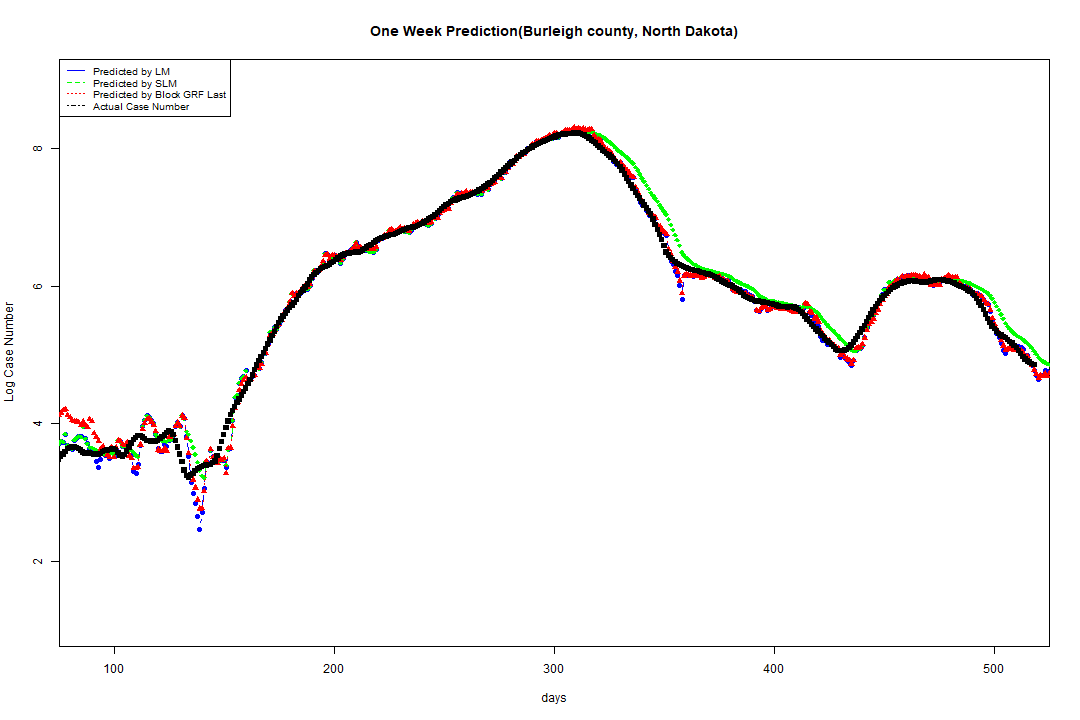 One Week Prediction(Burleigh county, North Dakota)
Predicted by LM
Predicted by SLM
Predicted by Block GRF Last
Actual Case Number
8
6
4
2
Log Case Number
100 200 300 400 500
days